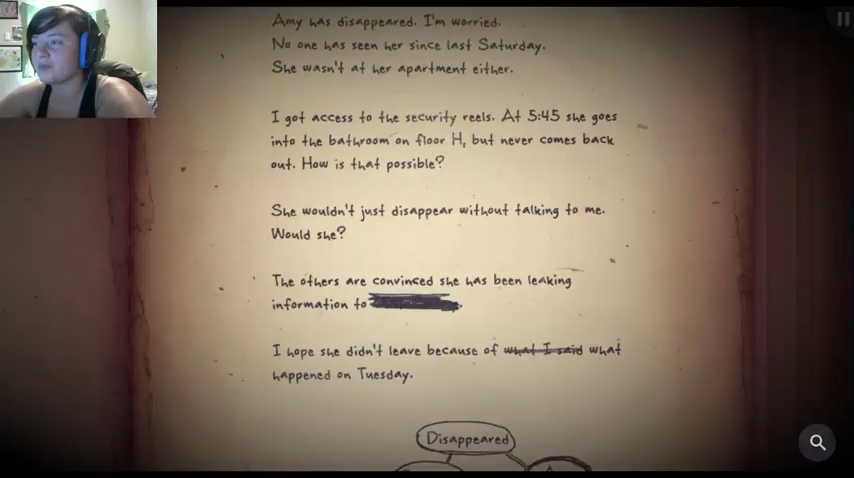 Amy has disappeared. I'm worried.
No one has seen her since last Saturday.
She wasn't at her apartment either.
I got access to the security reels. At 5:45 she goes
into the bathroom on floor H, but never comes back
out. How is that possible?
She wouldn't just disappear without talking to me.
Would she?
The others are convinced she has been leaking
information to
I hope she didn't leave because of what I said what
happened on Tuesday.
Disappeared